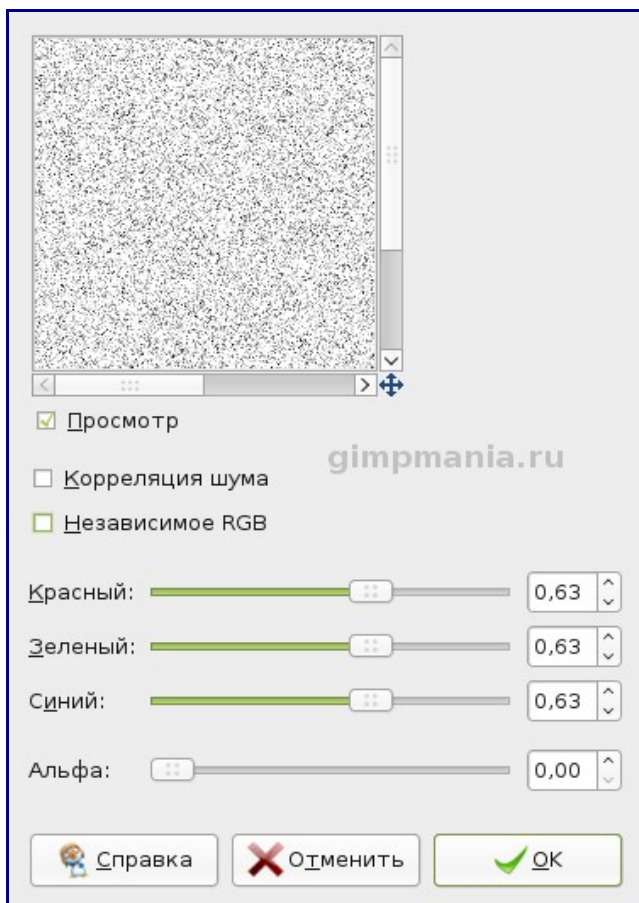 Просмотр
gimpmania.ru
Корреляция шума
Независимое RGB
Красный: 0,63
Зеленый: 0,63
Синий: 0,63
Альфа: 0,00
Справка Отменить OK